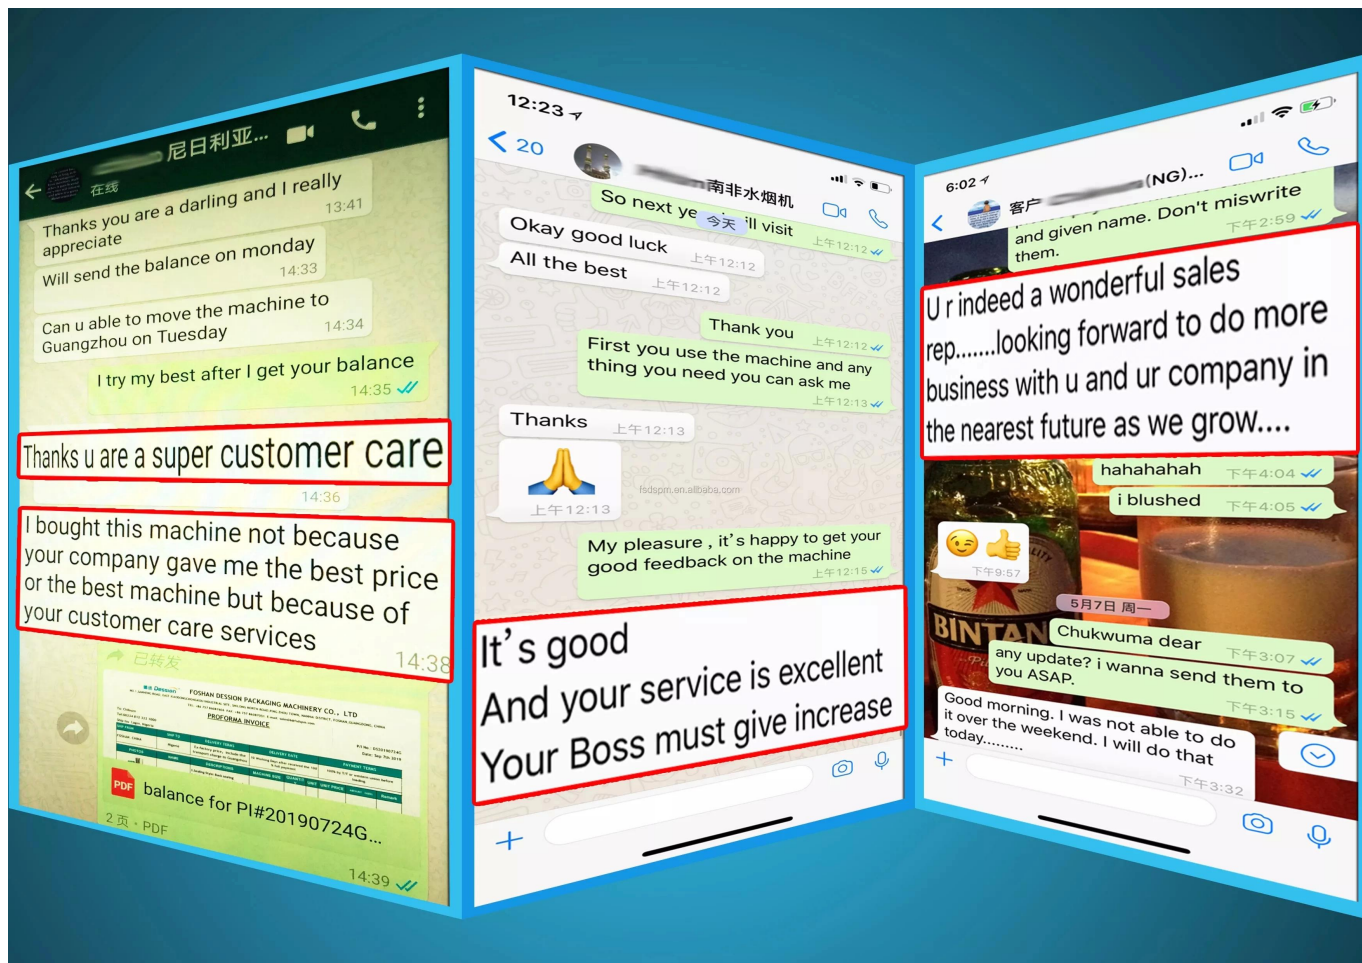 尼日利亚...
在线
Thanks you are a darling and I really
appreciate
13:41
Will send the balance on monday
14:33
Can u able to move the machine to
Guangzhou on Tuesday
14:34
I try my best after I get your balance
14:35
Thanks u are a super customer care
14:36
I bought this machine not because
your company gave me the best price
or the best machine but because of
your customer care services
14:38
已转发
Dession
FOSHAN DESSION PACKAGING MACHINERY CO., LTD
PROFORMA INVOICE
PDF
balance for PI#20190724G...
2 页 · PDF
14:39
12:23
20
南非水烟机
So next ye
ill visit
上午12:12
今天
Okay good luck
上午12:12
All the best
上午12:12
Thank you
上午12:12
First you use the machine and any
thing you need you can ask me
上午12:13
Thanks
上午12:13
上午12:13
fsdspm.en.alibaba.com
My pleasure , it's happy to get your
good feedback on the machine
上午12:15
It's good
And your service is excellent
Your Boss must give increase
6:02
客户
(NG)...
and given name. Don't miswrite
them.
下午2:59
U r indeed a wonderful sales
rep.......looking forward to do more
business with u and ur company in
the nearest future as we grow....
hahahahah
下午4:04
i blushed
下午4:05
下午9:57
BINTAN
5月7日 周一
Chukwuma dear
下午3:07
any update? i wanna send them to
you ASAP.
下午3:15
Good morning. I was not able to do
it over the weekend. I will do that
today.........
下午3:32